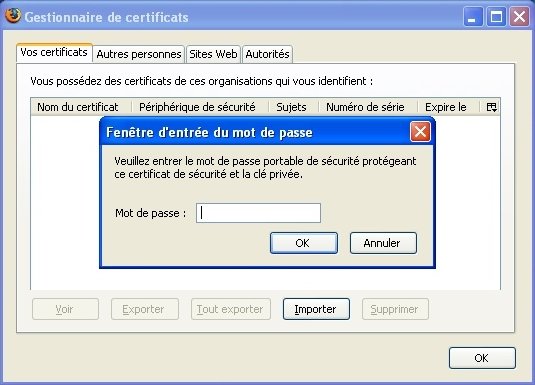 Gestionnaire de certificats
Vos certificats Autres personnes Sites Web Autorités
Vous possédez des certificats de ces organisations qui vous identifient :
Nom du certificat Périphérique de sécurité Sujets Numéro de série Expire le
Fenêtre d'entrée du mot de passe
Veuillez entrer le mot de passe portable de sécurité protégeant
ce certificat de sécurité et la clé privée.
Mot de passe :
OK Annuler
Voir Exporter Tout exporter Importer Supprimer
OK